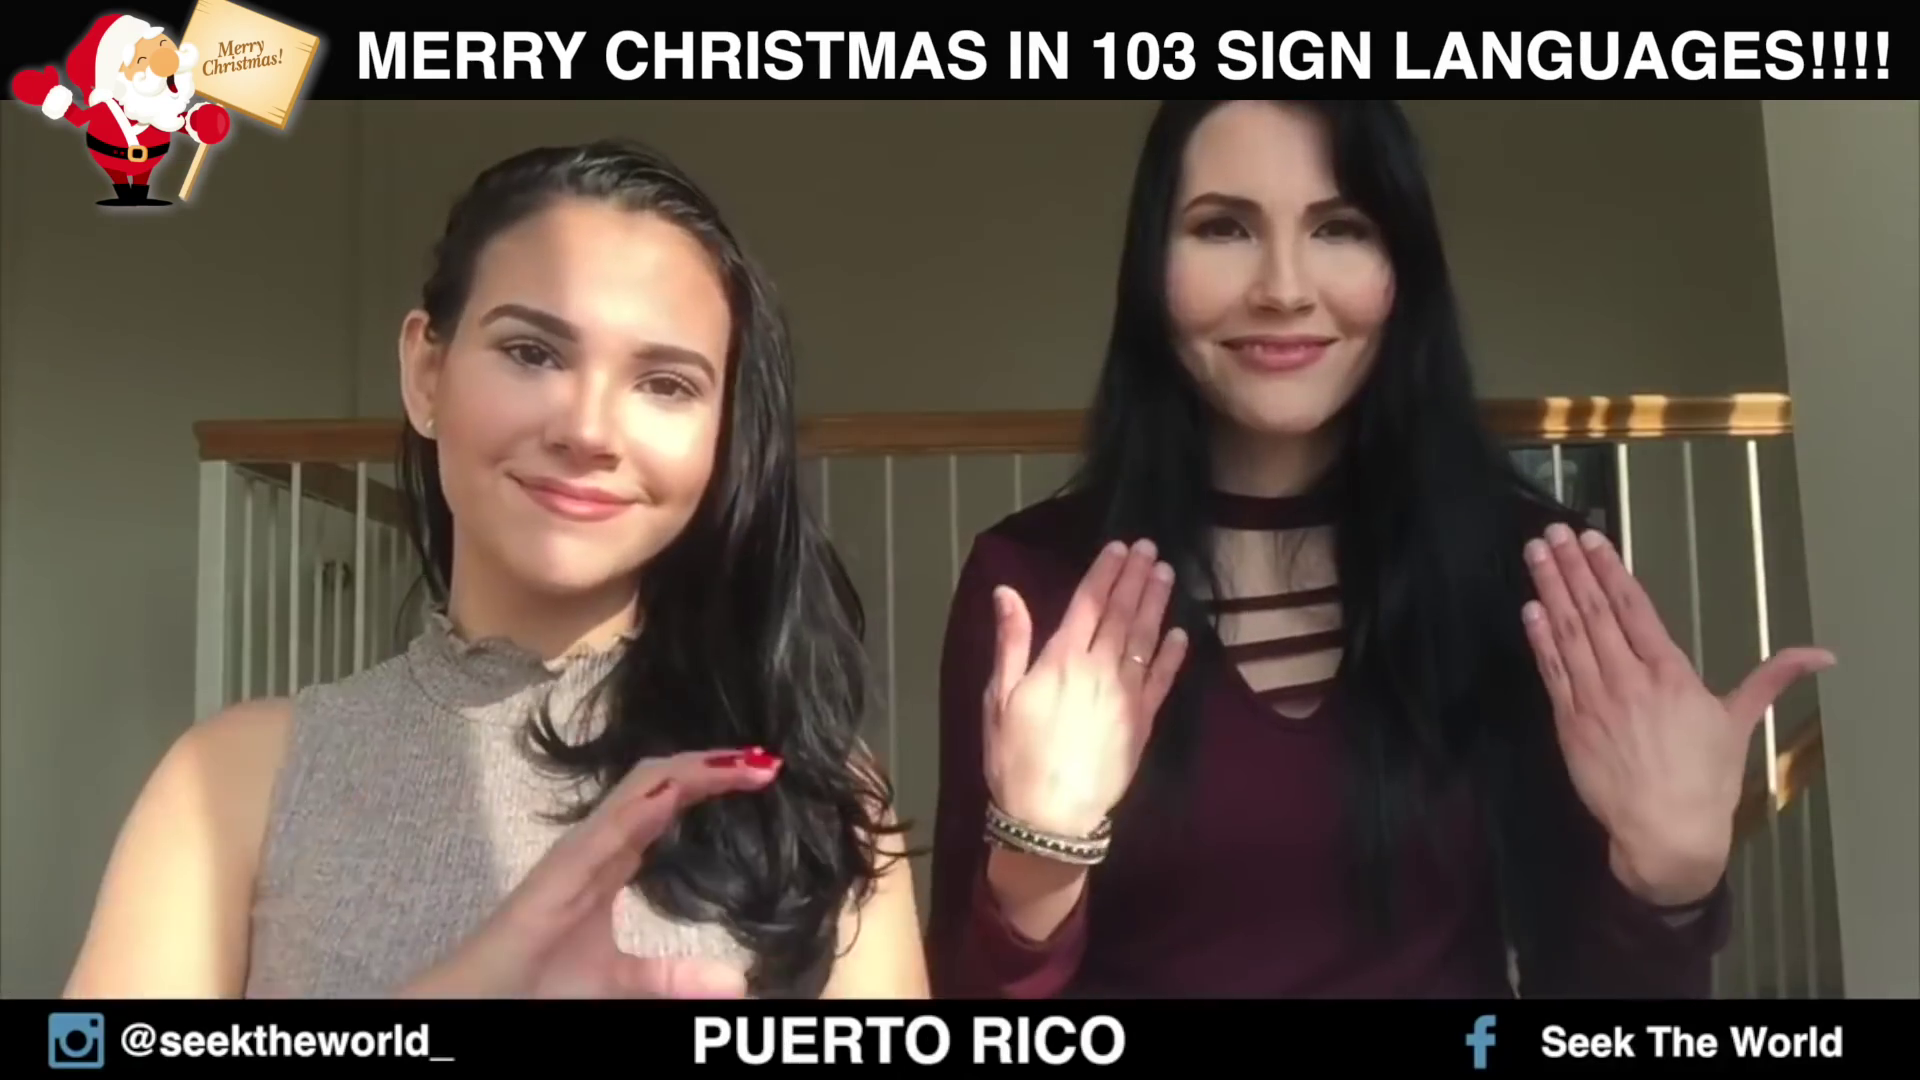 Merry
Christmas!
MERRY CHRISTMAS IN 103 SIGN LANGUAGES!!!!
@seektheworld_
PUERTO RICO
Seek The World